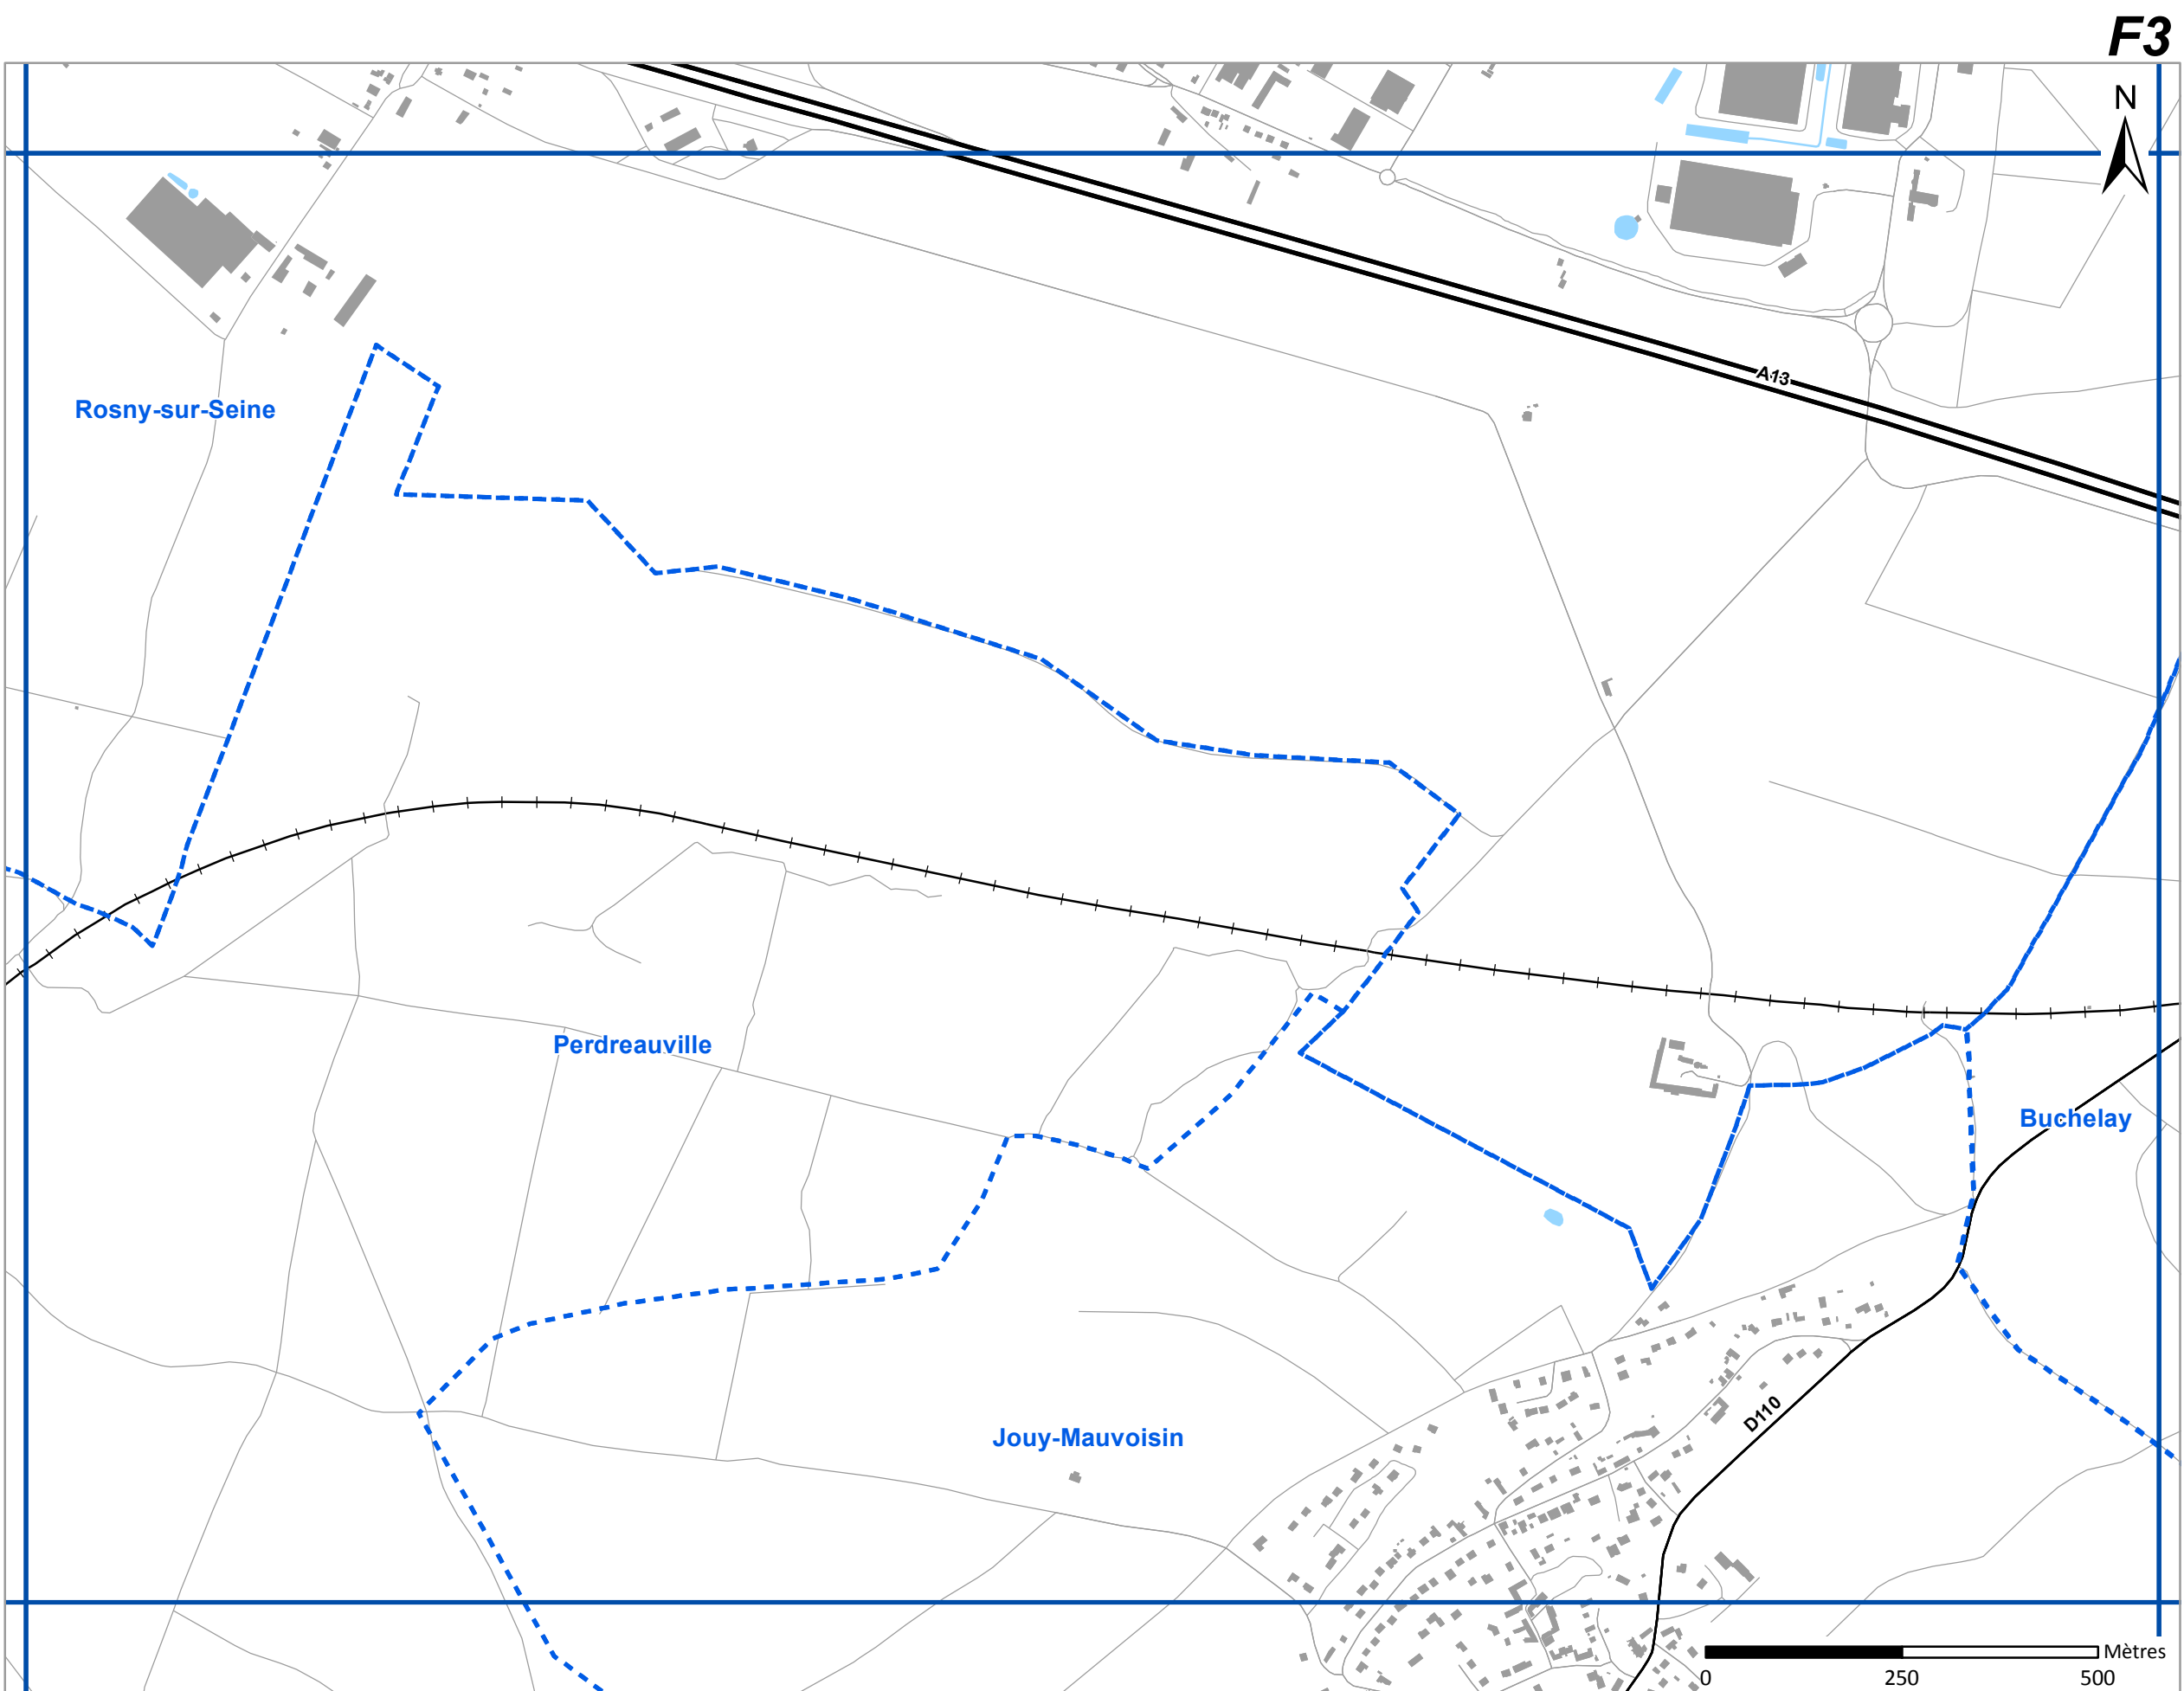 F3
N
A13
Rosny-sur-Seine
Perdreauville
Buchelay
D110
Jouy-Mauvoisin
Mètres
0 250 500